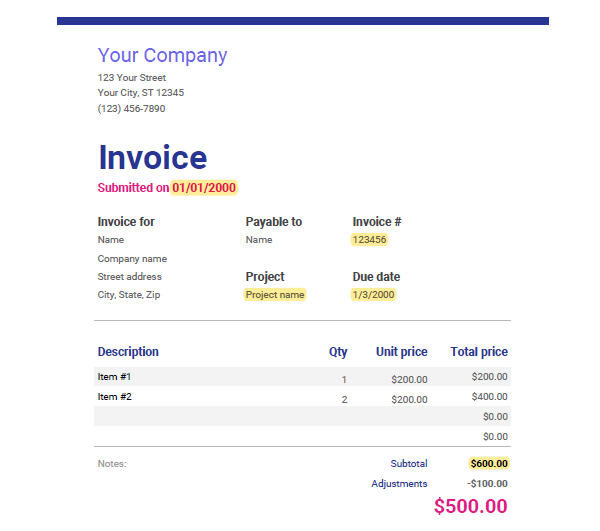 Your Company
123 Your Street
Your City, ST 12345
(123) 456-7890
Invoice
Submitted on 01/01/2000
Invoice for Payable to Invoice #
Name Name 123456
Company name
Street address Project Due date
City, State, Zip Project name 1/3/2000
Description Qty Unit price Total price
Item #1 1 $200.00 $200.00
Item #2 2 $200.00 $400.00
$0.00
$0.00
Notes: Subtotal $600.00
Adjustments -$100.00
$500.00